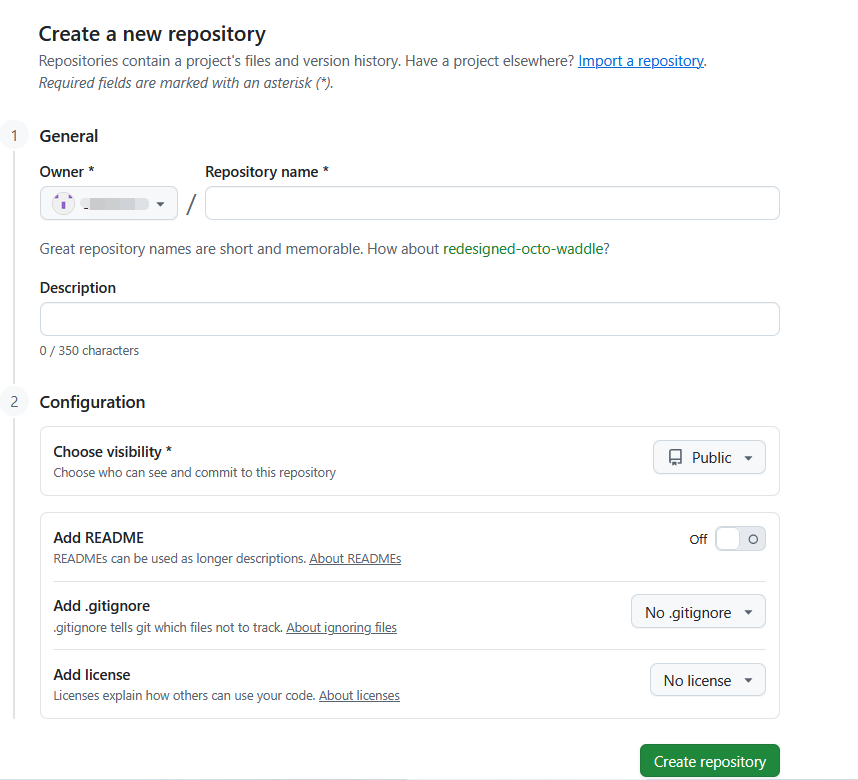 Create a new repository
Repositories contain a project's files and version history. Have a project elsewhere? Import a repository.
Required fields are marked with an asterisk (*).
1
General
Owner * Repository name *
/
Great repository names are short and memorable. How about redesigned-octo-waddle?
Description
0 / 350 characters
2
Configuration
Choose visibility *
Choose who can see and commit to this repository
Public
Add README
READMEs can be used as longer descriptions. About READMEs
Off
Add .gitignore
.gitignore tells git which files not to track. About ignoring files
No .gitignore
Add license
Licenses explain how others can use your code. About licenses
No license
Create repository